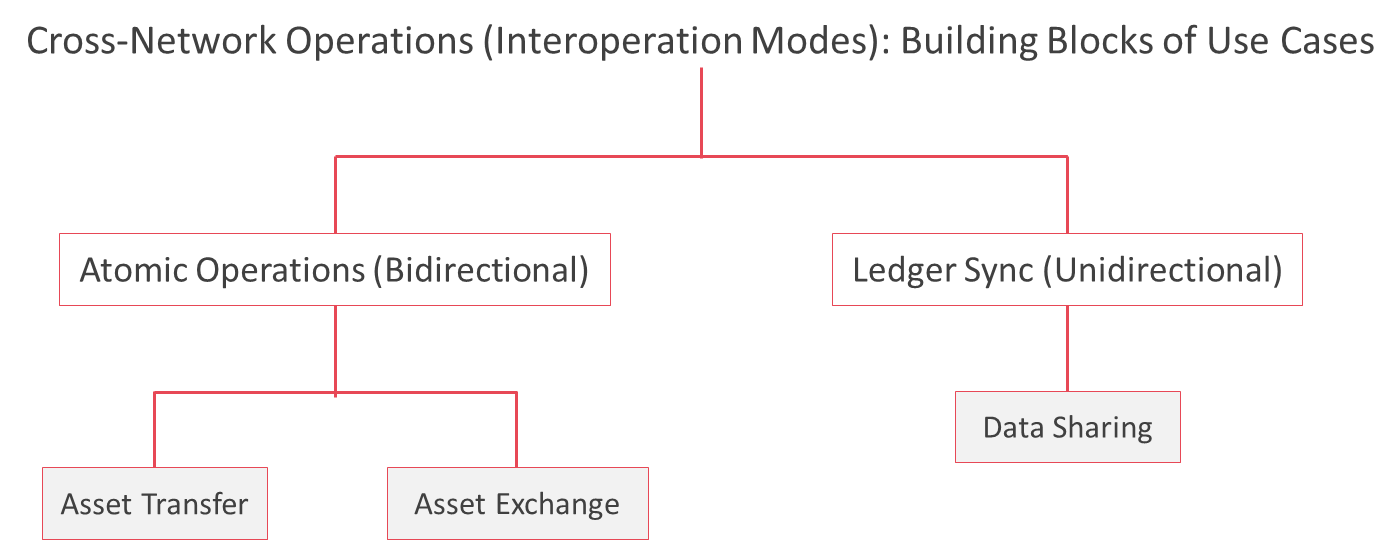 Cross-Network Operations (Interoperation Modes): Building Blocks of Use Cases
Atomic Operations (Bidirectional)
Ledger Sync (Unidirectional)
Data Sharing
Asset Transfer
Asset Exchange